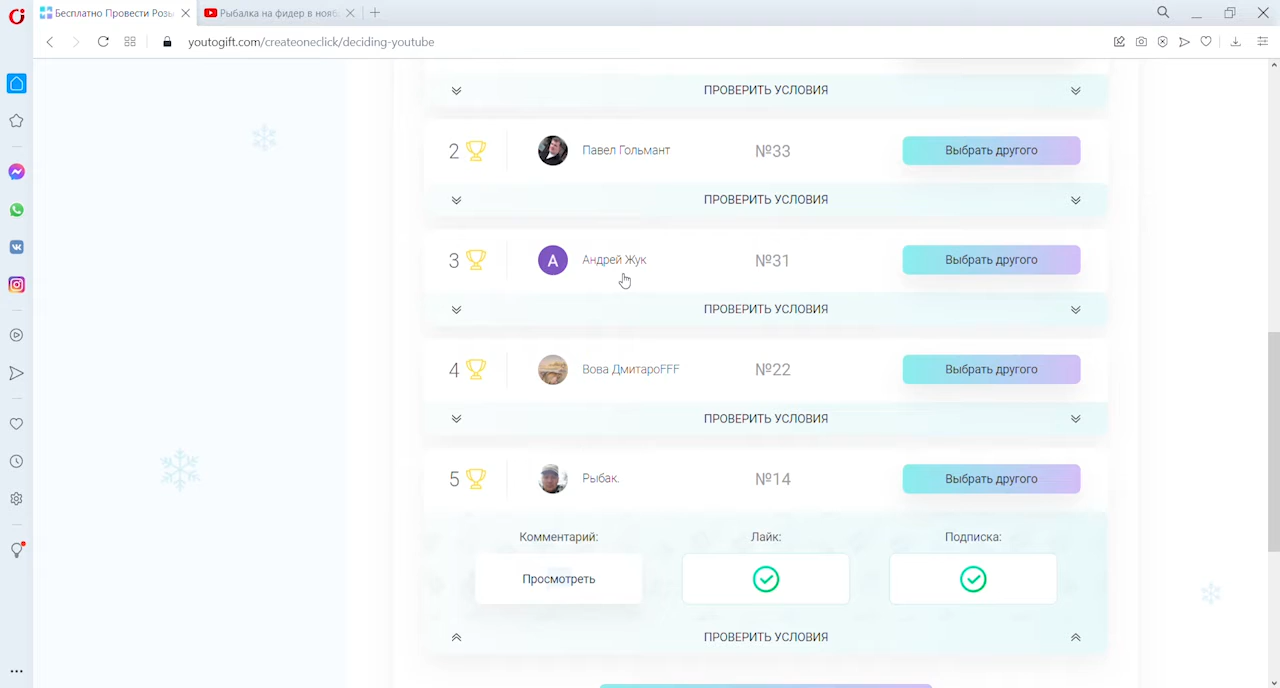 Бесплатно Провести Розы
Рыбалка на фидер в нояб
youtogift.com/createoneclick/deciding-youtube
ПРОВЕРИТЬ УСЛОВИЯ
2 Павел Гольмант №33 Выбрать другого
ПРОВЕРИТЬ УСЛОВИЯ
3 А Андрей Жук №31 Выбрать другого
ПРОВЕРИТЬ УСЛОВИЯ
4 Вова ДмитароFFF №22 Выбрать другого
ПРОВЕРИТЬ УСЛОВИЯ
5 Рыбак. №14 Выбрать другого
Комментарий: Лайк: Подписка:
Просмотреть
ПРОВЕРИТЬ УСЛОВИЯ